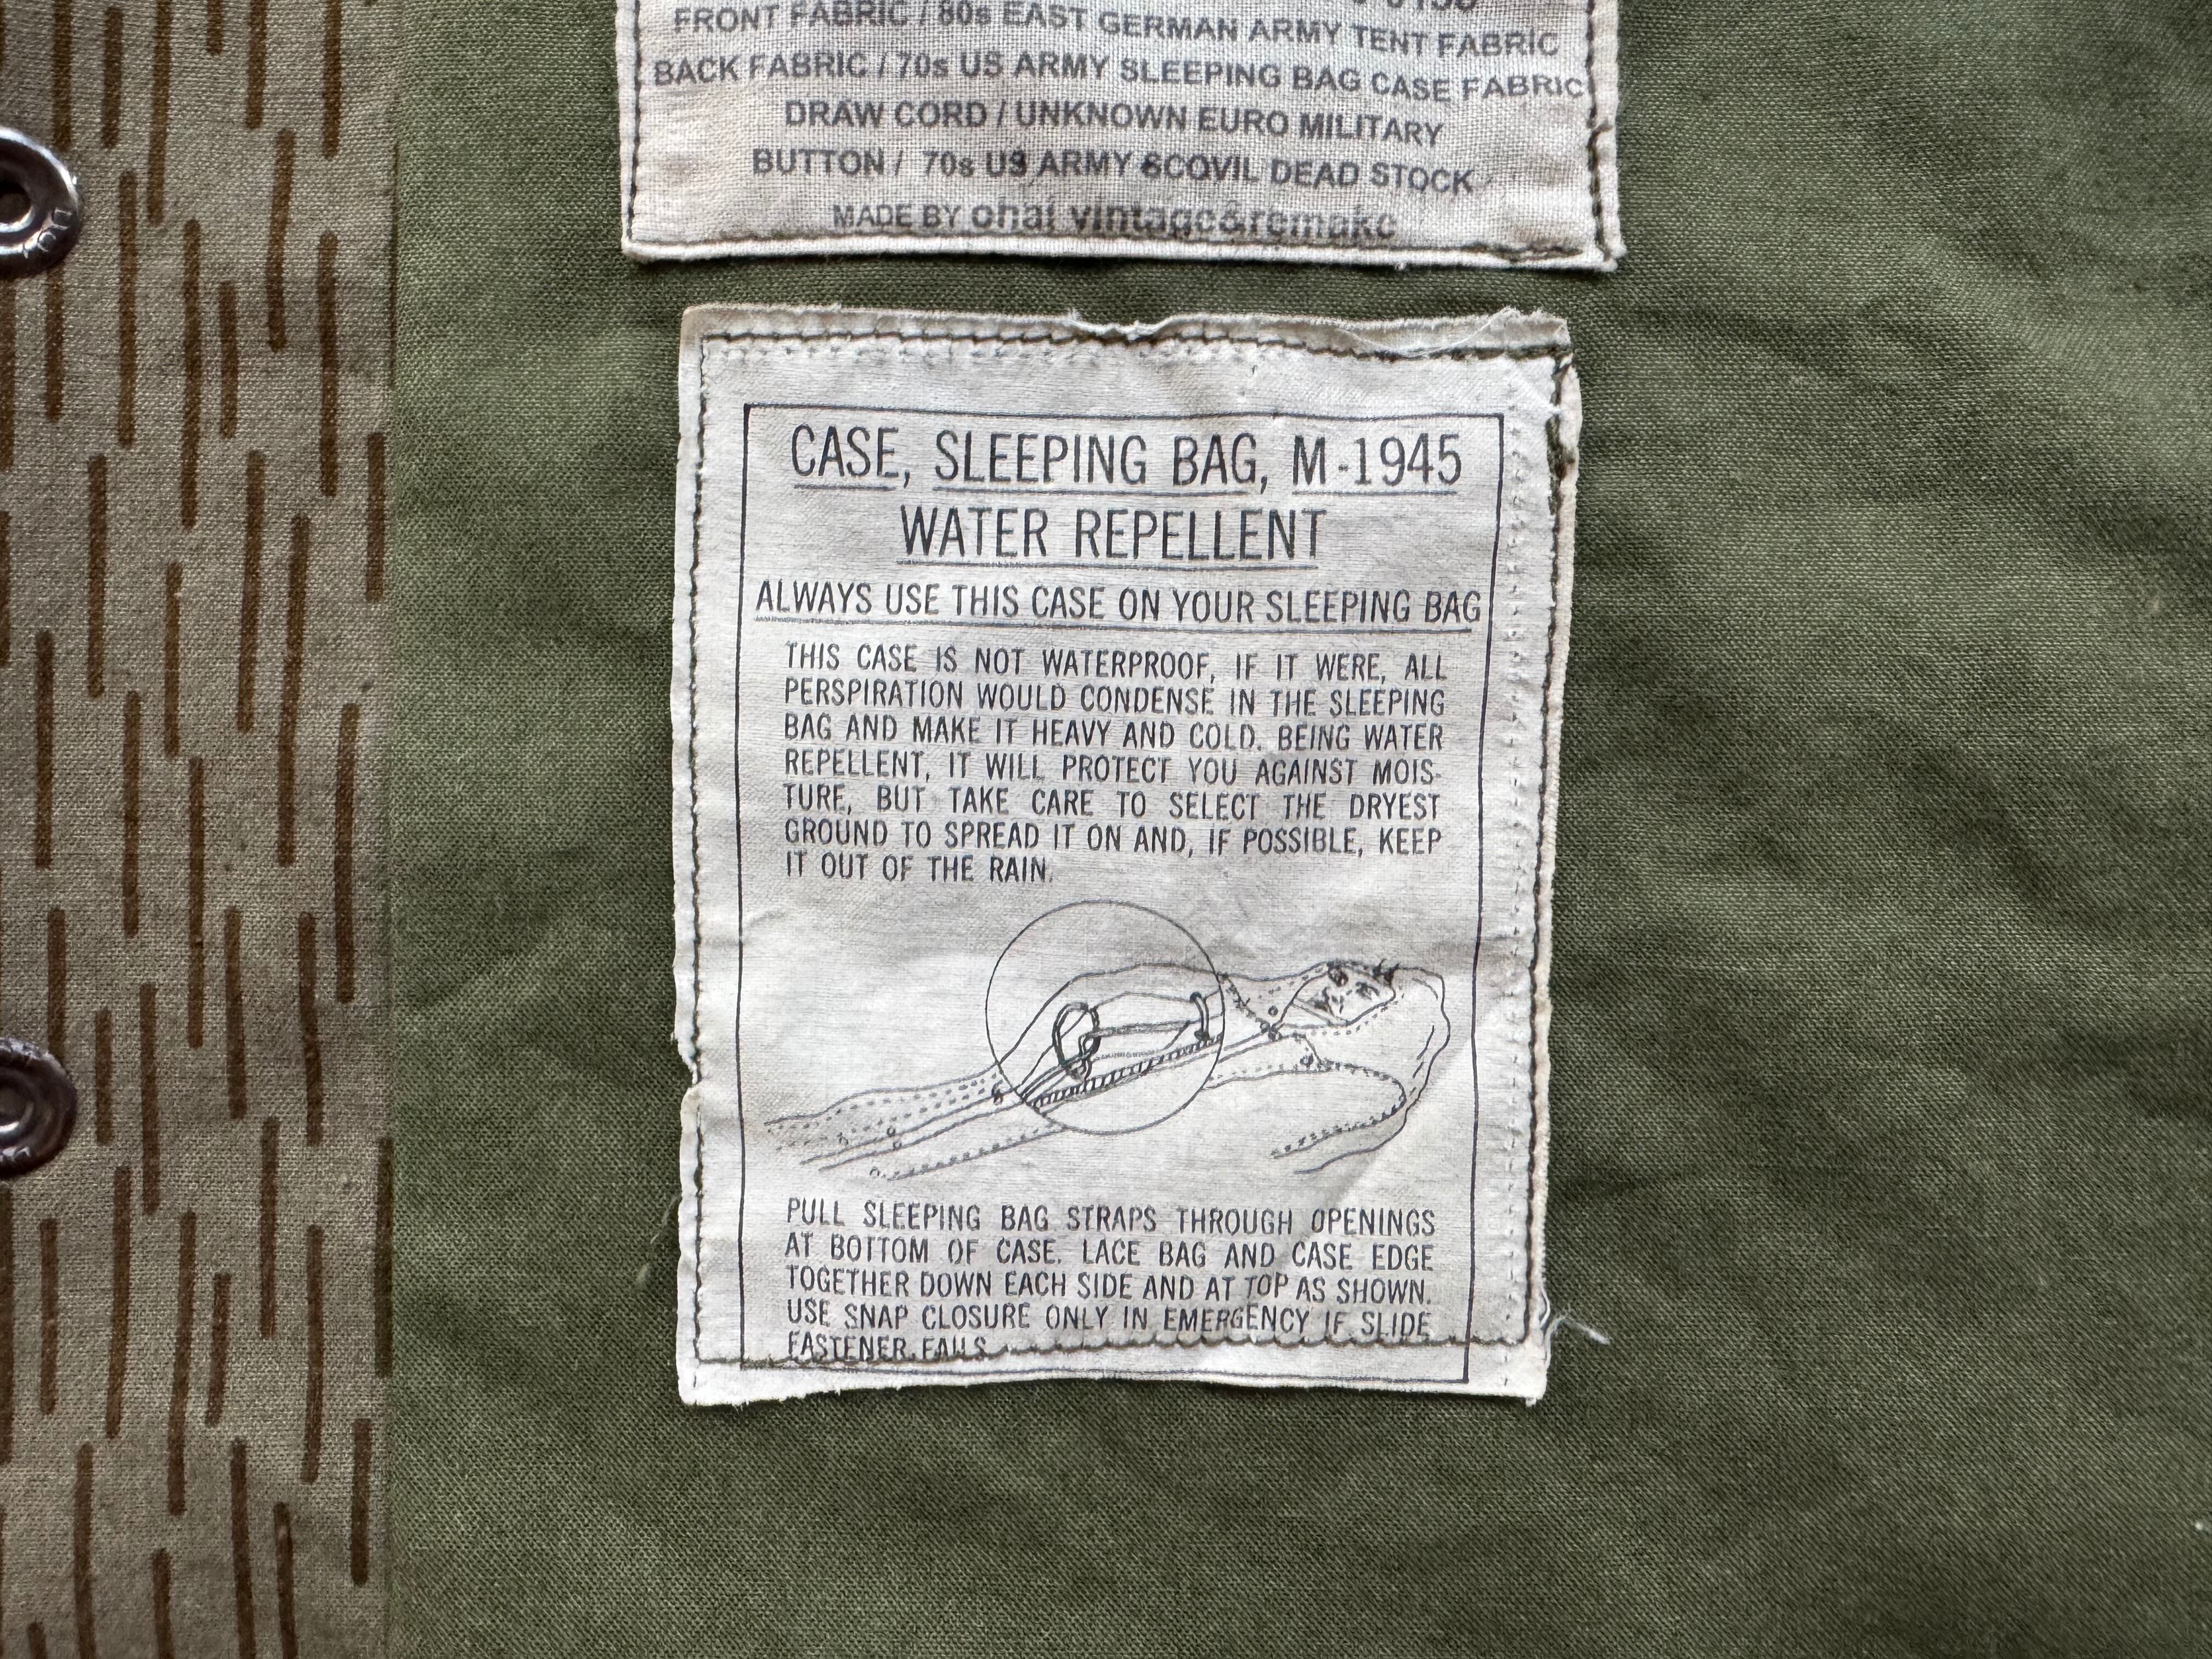 FRONT FABRIC / 80s EAST GERMAN ARMY TENT FABRIC
BACK FABRIC / 70s US ARMY SLEEPING BAG CASE FABRIC
DRAW CORD / UNKNOWN EURO MILITARY
BUTTON / 70s US ARMY SCOVIL DEAD STOCK
MADE BY ohal vintage&remake
CASE, SLEEPING BAG, M-1945
WATER REPELLENT
ALWAYS USE THIS CASE ON YOUR SLEEPING BAG
THIS CASE IS NOT WATERPROOF, IF IT WERE, ALL
PERSPIRATION WOULD CONDENSE IN THE SLEEPING
BAG AND MAKE IT HEAVY AND COLD. BEING WATER
REPELLENT, IT WILL PROTECT YOU AGAINST MOIS-
TURE, BUT TAKE CARE TO SELECT THE DRYEST
GROUND TO SPREAD IT ON AND, IF POSSIBLE, KEEP
IT OUT OF THE RAIN.
PULL SLEEPING BAG STRAPS THROUGH OPENINGS
AT BOTTOM OF CASE. LACE BAG AND CASE EDGE
TOGETHER DOWN EACH SIDE AND AT TOP AS SHOWN.
USE SNAP CLOSURE ONLY IN EMERGENCY IF SLIDE
FASTENER FAILS